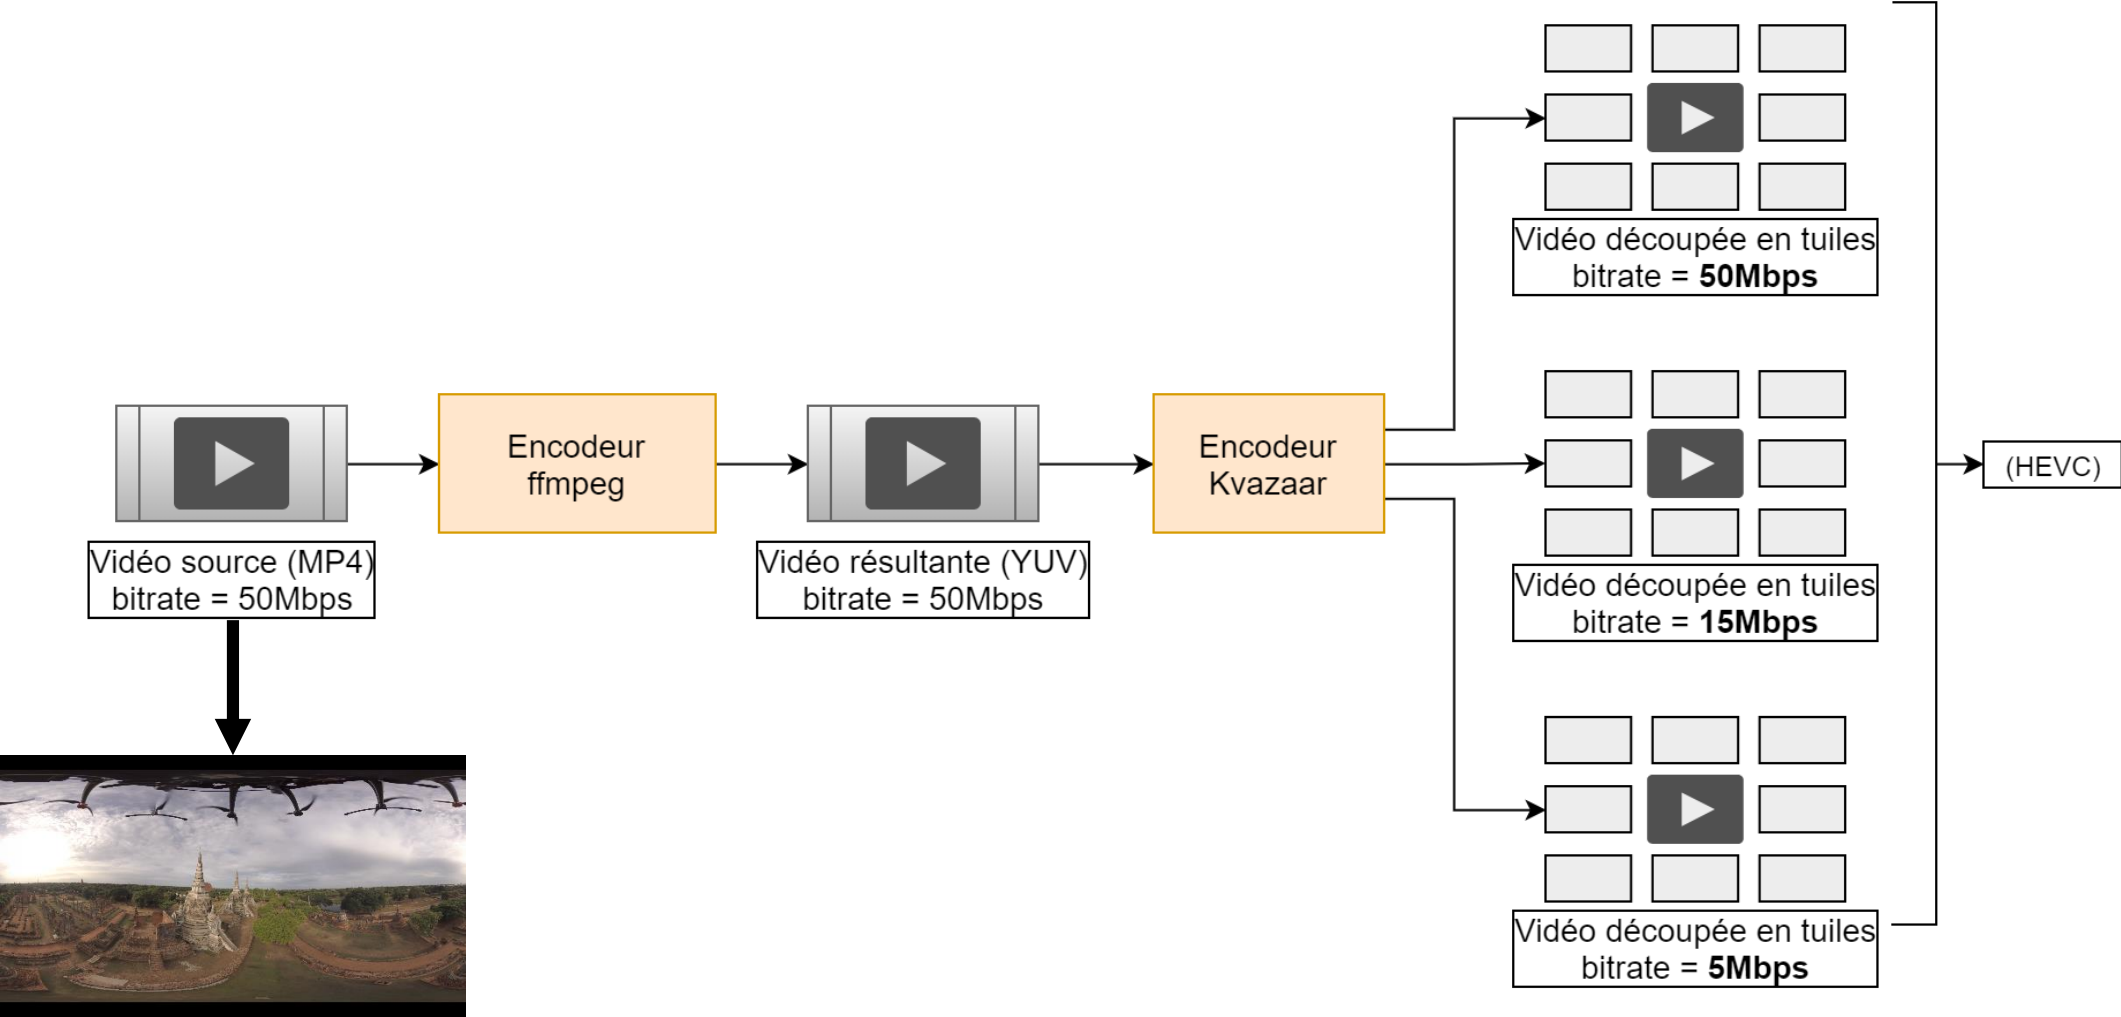 Vidéo découpée en tuiles
bitrate = 50Mbps
Encodeur
ffmpeg
Encodeur
Kvazaar
(HEVC)
Vidéo source (MP4)
bitrate = 50Mbps
Vidéo résultante (YUV)
bitrate = 50Mbps
Vidéo découpée en tuiles
bitrate = 15Mbps
Vidéo découpée en tuiles
bitrate = 5Mbps